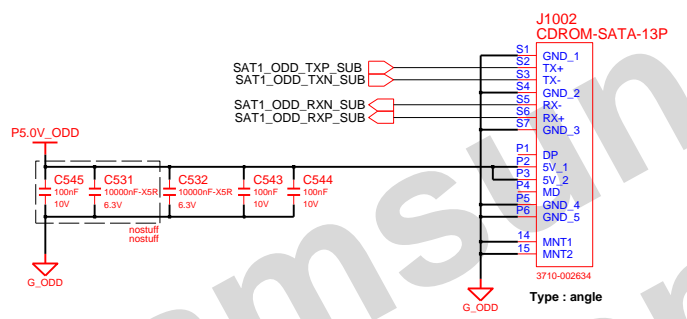 J1002
CDROM-SATA-13P
S1 GND_1
SAT1_ODD_TXP_SUB S2 TX+
SAT1_ODD_TXN_SUB S3 TX-
S4 GND_2
SAT1_ODD_RXN_SUB S5 RX-
SAT1_ODD_RXP_SUB S6 RX+
S7 GND_3
P5.0V_ODD
P1 DP
P2 5V_1
P3 5V_2
P4 MD
P5 GND_4
P6 GND_5
C545 C531 C532 C543 C544
100nF 10000nF-X5R 10000nF-X5R 100nF 100nF
10V 6.3V 6.3V 10V 10V
nostuff
nostuff
14 MNT1
15 MNT2
G_ODD
3710-002634
G_ODD
Type : angle